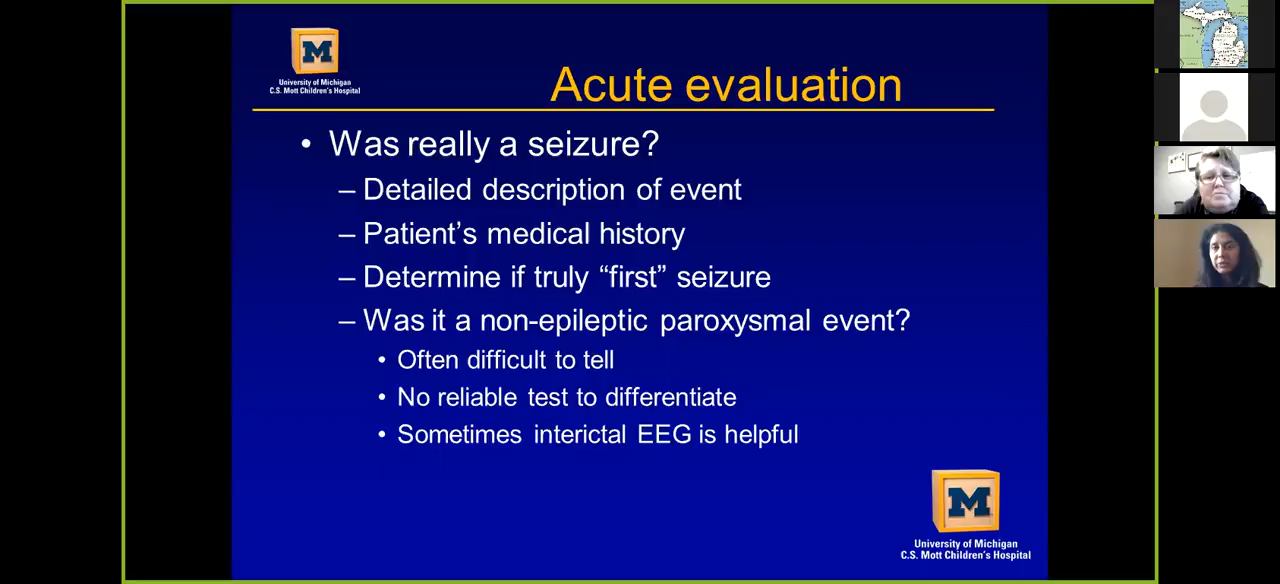 University of Michigan
C.S. Mott Children's Hospital
Acute evaluation
• Was really a seizure?
– Detailed description of event
– Patient's medical history
– Determine if truly “first” seizure
– Was it a non-epileptic paroxysmal event?
• Often difficult to tell
• No reliable test to differentiate
• Sometimes interictal EEG is helpful
M
University of Michigan
C.S. Mott Children's Hospital